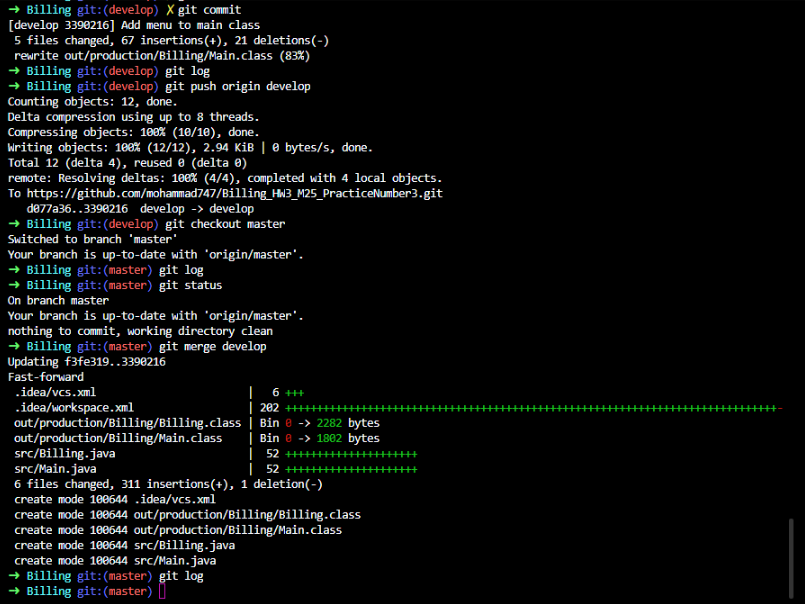 ➜ Billing git:(develop) ✗ git commit
[develop 3390216] Add menu to main class
 5 files changed, 67 insertions(+), 21 deletions(-)
 rewrite out/production/Billing/Main.class (83%)
➜ Billing git:(develop) git log
➜ Billing git:(develop) git push origin develop
Counting objects: 12, done.
Delta compression using up to 8 threads.
Compressing objects: 100% (10/10), done.
Writing objects: 100% (12/12), 2.94 KiB | 0 bytes/s, done.
Total 12 (delta 4), reused 0 (delta 0)
remote: Resolving deltas: 100% (4/4), completed with 4 local objects.
To https://github.com/mohammad747/Billing_HW3_M25_PracticeNumber3.git
   d077a36..3390216  develop -> develop
➜ Billing git:(develop) git checkout master
Switched to branch 'master'
Your branch is up-to-date with 'origin/master'.
➜ Billing git:(master) git log
➜ Billing git:(master) git status
On branch master
Your branch is up-to-date with 'origin/master'.
nothing to commit, working directory clean
➜ Billing git:(master) git merge develop
Updating f3fe319..3390216
Fast-forward
 .idea/vcs.xml                        |   6 +++
 .idea/workspace.xml                  | 202 ++++++++++++++++++++++++++++++++++++++++++++++++++++++++++++++++++++++++++++-
 out/production/Billing/Billing.class | Bin 0 -> 2282 bytes
 out/production/Billing/Main.class    | Bin 0 -> 1802 bytes
 src/Billing.java                     |  52 +++++++++++++++++++++
 src/Main.java                        |  52 +++++++++++++++++++++
 6 files changed, 311 insertions(+), 1 deletion(-)
 create mode 100644 .idea/vcs.xml
 create mode 100644 out/production/Billing/Billing.class
 create mode 100644 out/production/Billing/Main.class
 create mode 100644 src/Billing.java
 create mode 100644 src/Main.java
➜ Billing git:(master) git log
➜ Billing git:(master)